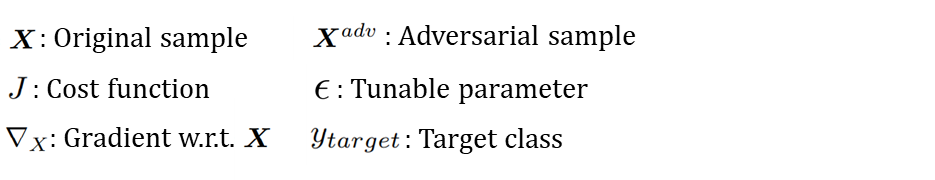 X : Original sample X^adv : Adversarial sample
J : Cost function ϵ : Tunable parameter
∇_X : Gradient w.r.t. X y_target : Target class